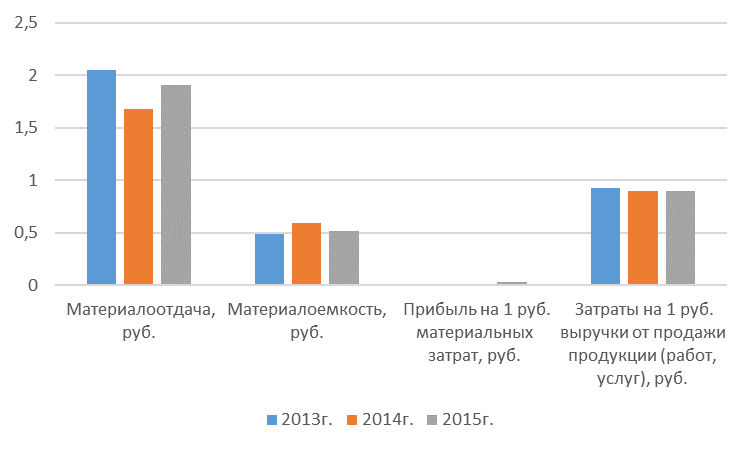 2,5
2
1,5
1
0,5
0
Материалоотдача,
руб.
Материалоемкость,
руб.
Прибыль на 1 руб.
материальных
затрат, руб.
Затраты на 1 руб.
выручки от продажи
продукции (работ,
услуг), руб.
2013г. 2014г. 2015г.